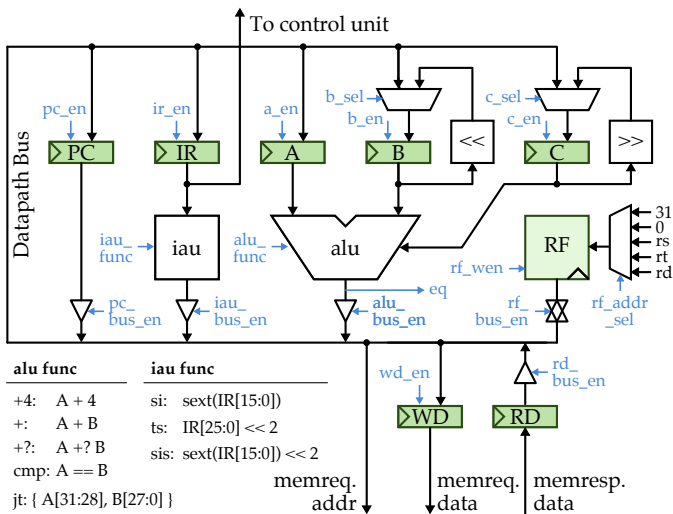 To control unit
Datapath Bus
pc_en
ir_en
a_en
b_sel
b_en
c_sel
c_en
<<
>>
PC
IR
A
B
C
31
0
rs
rt
rd
iau_
func
iau
alu_
func
alu
RF
rf_wen
rf_addr
_sel
eq
pc_
bus_en
iau_
bus_en
alu_
bus_en
rf_
bus_en
rd_
bus_en
wd_en
WD
RD
alu func
+4: A + 4
+: A + B
+?: A +? B
cmp: A == B
jt: { A[31:28], B[27:0] }
iau func
si: sext(IR[15:0])
ts: IR[25:0] << 2
sis: sext(IR[15:0]) << 2
memreq.
addr
memreq.
data
memresp.
data